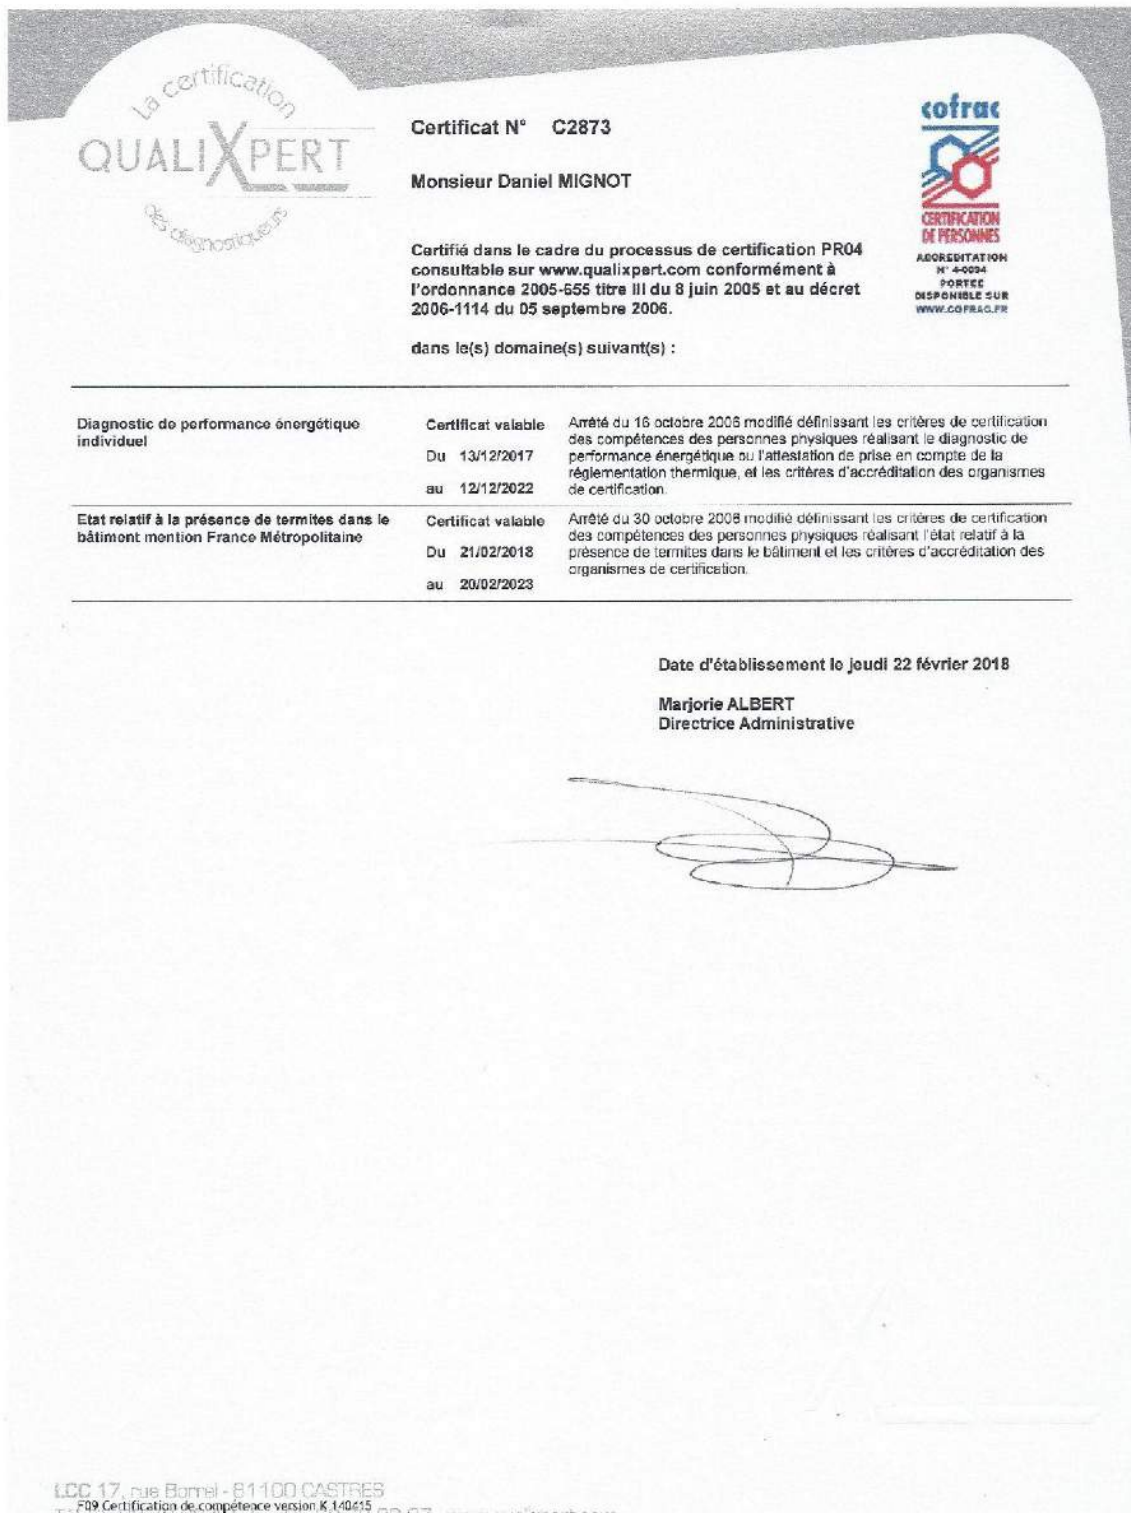 La certification
QUALIXPERT
des diagnostiqueurs
Certificat N° C2873
Monsieur Daniel MIGNOT
Certifié dans le cadre du processus de certification PR04
consultable sur www.qualixpert.com conformément à
l'ordonnance 2005-655 titre III du 8 juin 2005 et au décret
2006-1114 du 05 septembre 2006.
dans le(s) domaine(s) suivant(s) :
cofrac
CERTIFICATION
DE PERSONNES
ACCREDITATION
N° 4-0094
PORTEE
DISPONIBLE SUR
WWW.COFRAC.FR
Diagnostic de performance énergétique
individuel
Certificat valable
Du 13/12/2017
au 12/12/2022
Arrêté du 16 octobre 2006 modifié définissant les critères de certification
des compétences des personnes physiques réalisant le diagnostic de
performance énergétique ou l'attestation de prise en compte de la
réglementation thermique, et les critères d'accréditation des organismes
de certification.
Etat relatif à la présence de termites dans le
bâtiment mention France Métropolitaine
Certificat valable
Du 21/02/2018
au 20/02/2023
Arrêté du 30 octobre 2006 modifié définissant les critères de certification
des compétences des personnes physiques réalisant l'état relatif à la
présence de termites dans le bâtiment et les critères d'accréditation des
organismes de certification.
Date d'établissement le jeudi 22 février 2018
Marjorie ALBERT
Directrice Administrative
LCC 17, rue Borrel - 81100 CASTRES
F09 Certification de compétence version K 140415